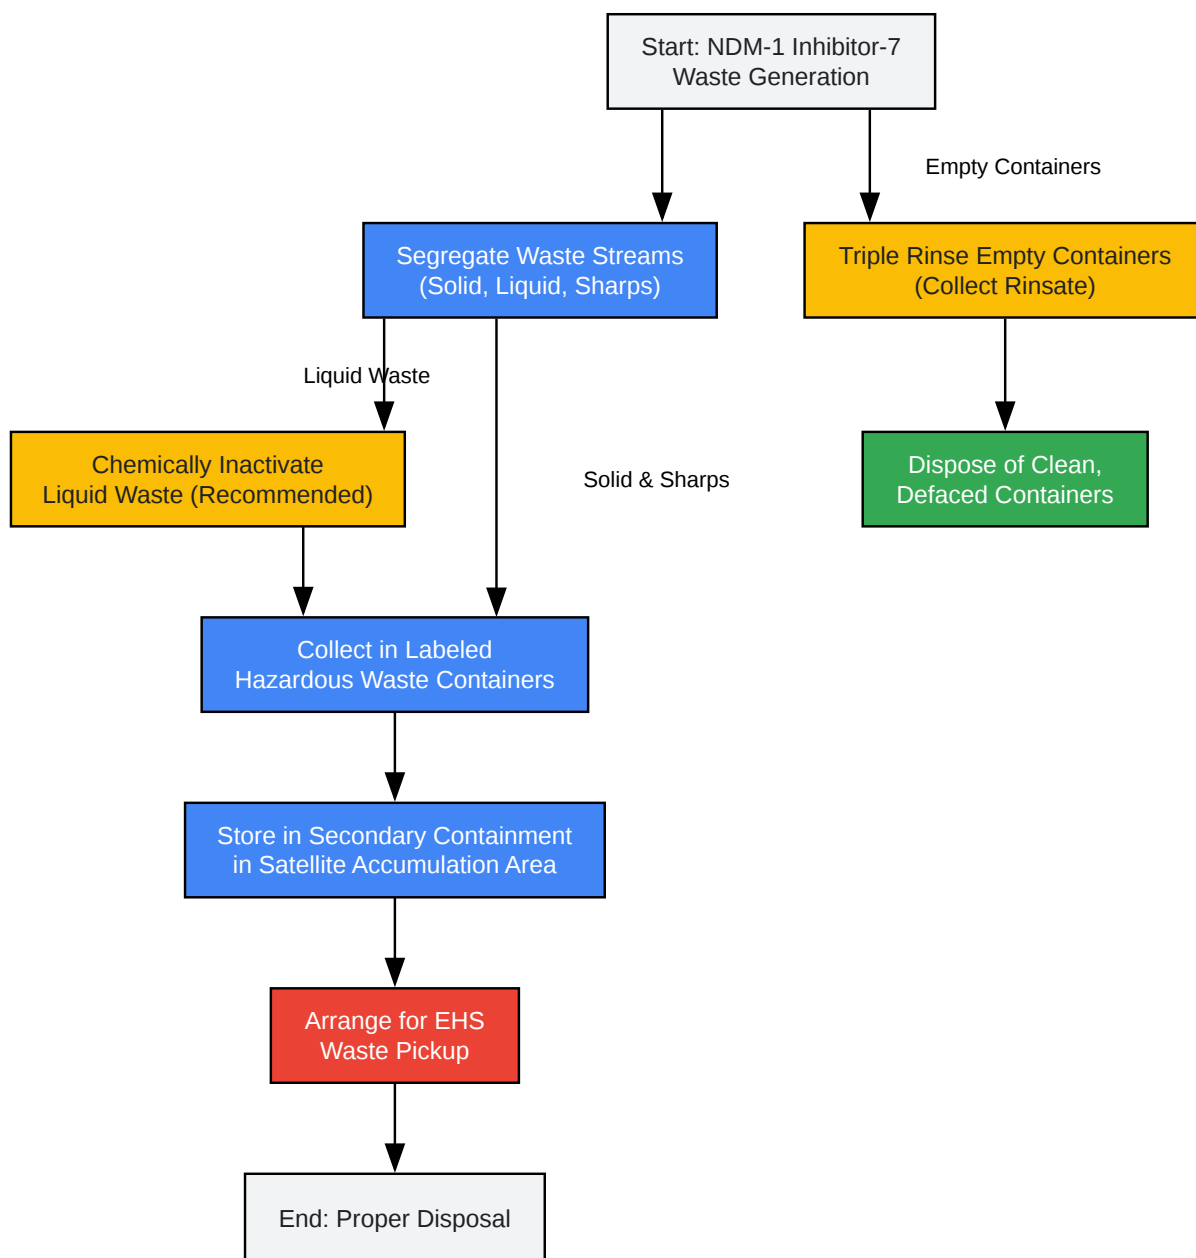 Start: NDM-1 Inhibitor-7
Waste Generation
Empty Containers
Segregate Waste Streams
(Solid, Liquid, Sharps)
Triple Rinse Empty Containers
(Collect Rinsate)
Liquid Waste
Chemically Inactivate
Liquid Waste (Recommended)
Solid & Sharps
Dispose of Clean,
Defaced Containers
Collect in Labeled
Hazardous Waste Containers
Store in Secondary Containment
in Satellite Accumulation Area
Arrange for EHS
Waste Pickup
End: Proper Disposal